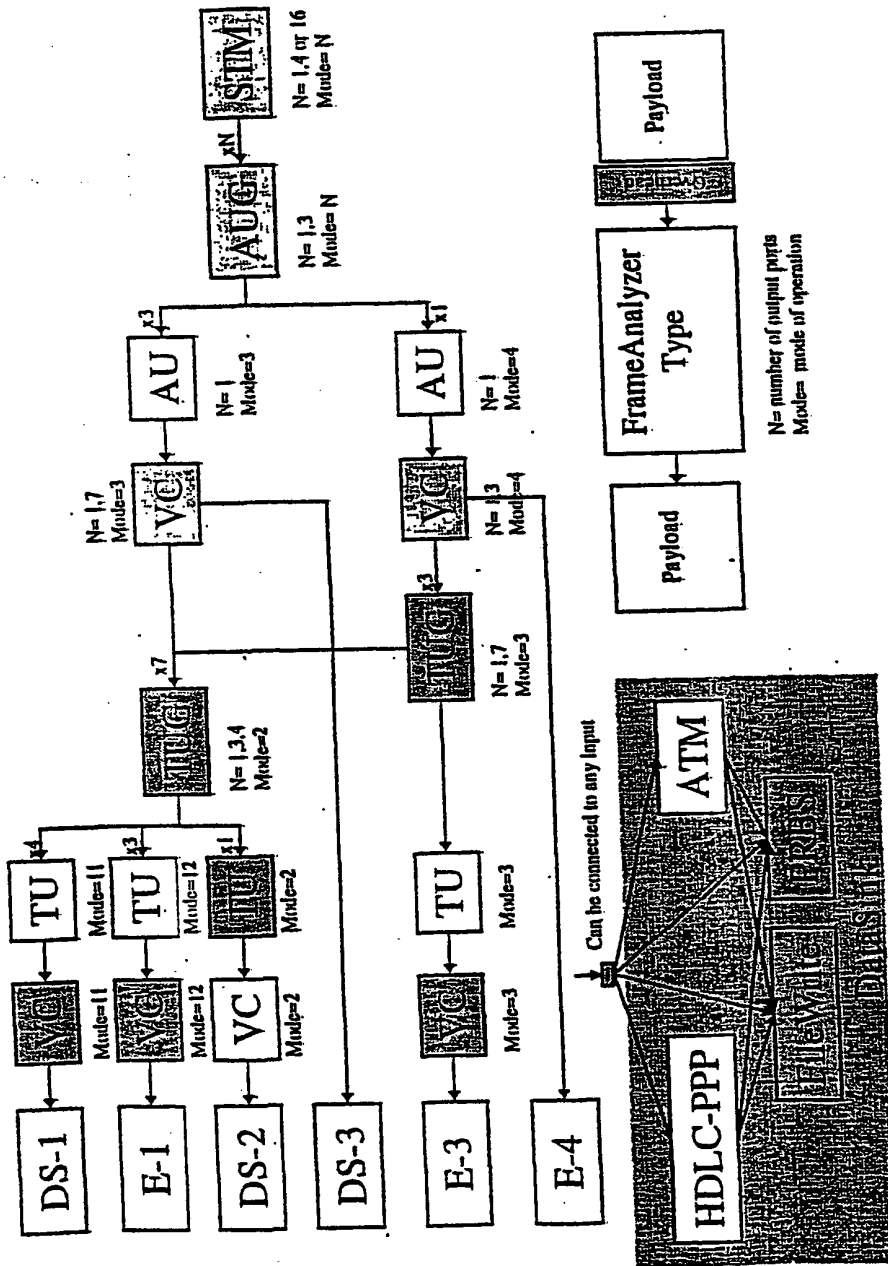 STM
N= 1,4 or 16
Mode= N
xN
AUG
N= 1,3
Mode= N
x3
AU
N= 1
Mode=3
x1
AU
N= 1
Mode=4
N= 1,7
Mode=3
VC
VC
N= 1,3
Mode=4
x7
TUG
N= 1,3,4
Mode=2
x3
TUG
N= 1,7
Mode=3
x4
TU
Mode=11
x3
TU
Mode=12
x1
TU
Mode=2
TU
Mode=3
VC
Mode=11
VC
Mode=12
VC
Mode=2
VC
Mode=3
DS-1
E-1
DS-2
DS-3
E-3
E-4
Can be connected to any Input
HDLC-PPP
ATM
FileWrite
PRBS
DataSink
Payload
FrameAnalyzer
Type
Payload
N= number of output ports
Mode= mode of operation